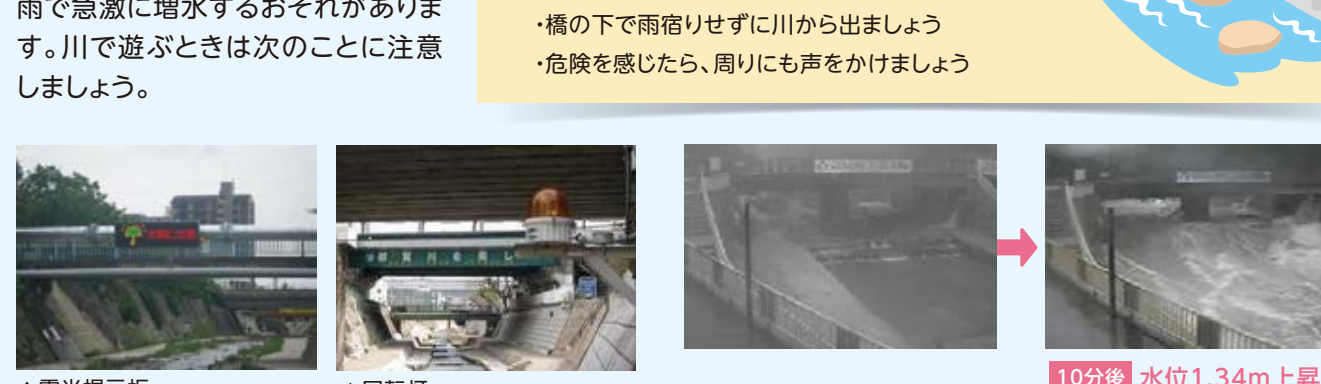 雨で急激に増水するおそれがありま
す。川で遊ぶときは次のことに注意
しましょう。
・橋の下で雨宿りせずに川から出ましょう
・危険を感じたら、周りにも声をかけましょう
10分後 水位1.34m上昇